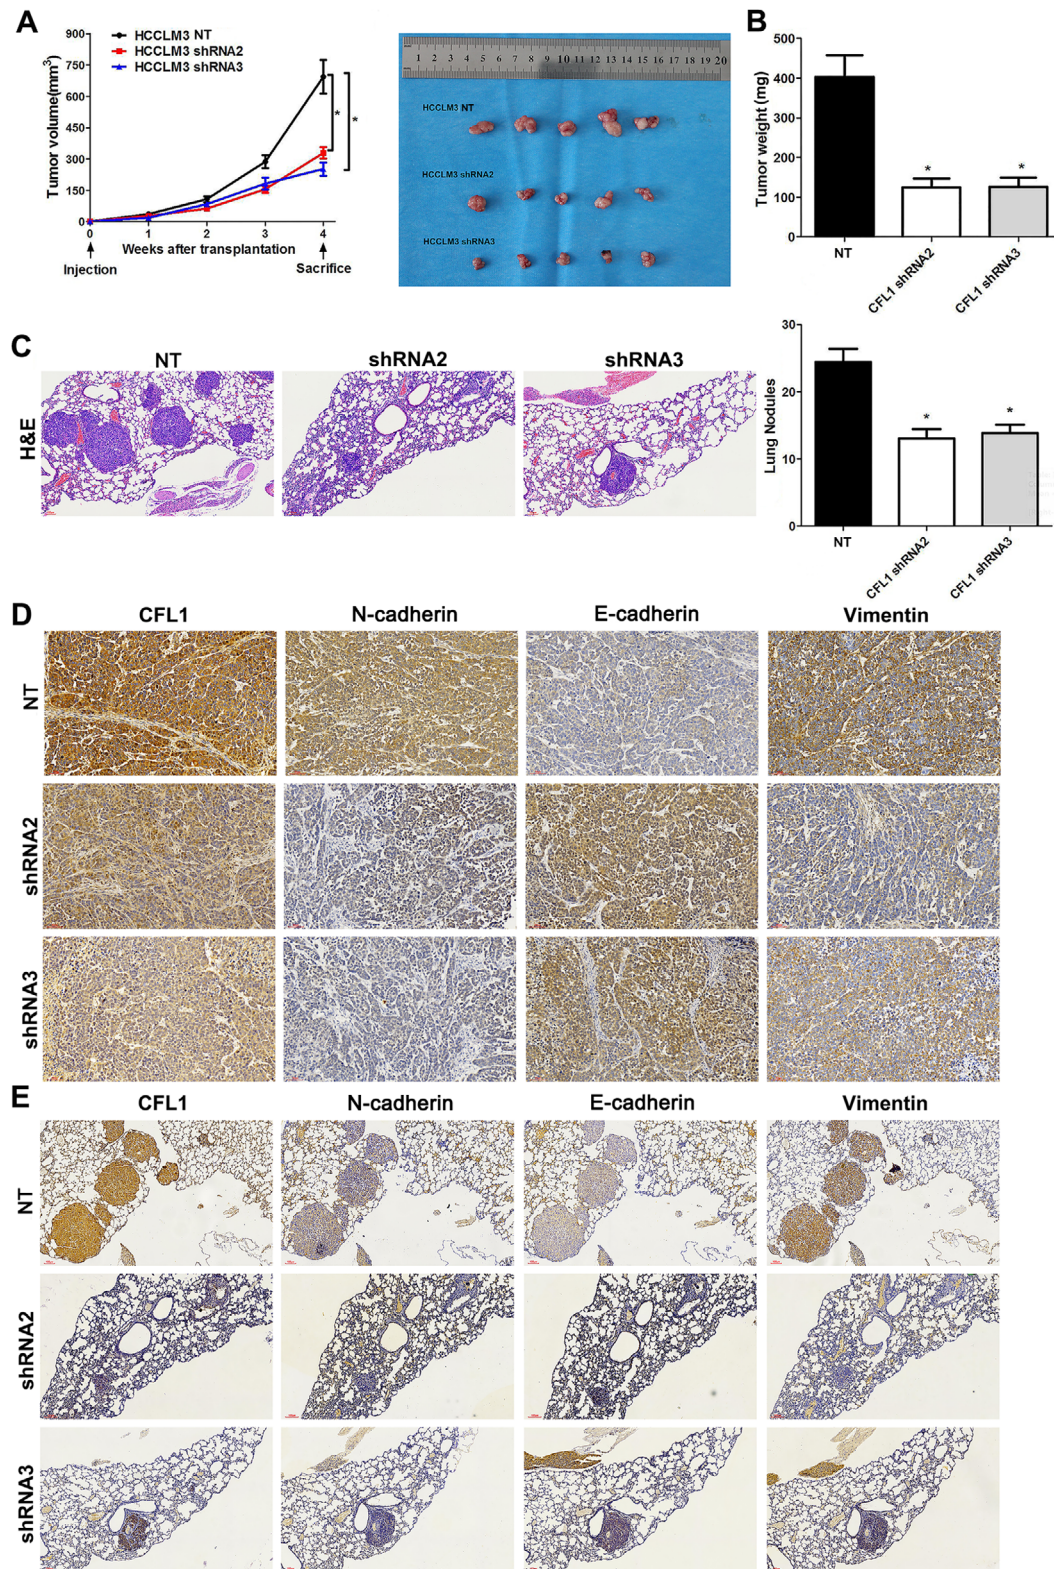 A
HCCLM3 NT
HCCLM3 shRNA2
HCCLM3 shRNA3
Tumor volume(mm³)
900
750
600
450
300
150
0
*
*
0 1 2 3 4
Weeks after transplantation
Injection
Sacrifice
1 2 3 4 5 6 7 8 9 10 11 12 13 14 15 16 17 18 19 20
HCCLM3 NT
HCCLM3 shRNA2
HCCLM3 shRNA3
B
Tumor weight (mg)
500
400
300
200
100
0
*
*
NT
CFL1 shRNA2
CFL1 shRNA3
C
NT
shRNA2
shRNA3
H&E
Lung Nodules
30
20
10
0
*
*
NT
CFL1 shRNA2
CFL1 shRNA3
D
CFL1
N-cadherin
E-cadherin
Vimentin
NT
shRNA2
shRNA3
E
CFL1
N-cadherin
E-cadherin
Vimentin
NT
shRNA2
shRNA3